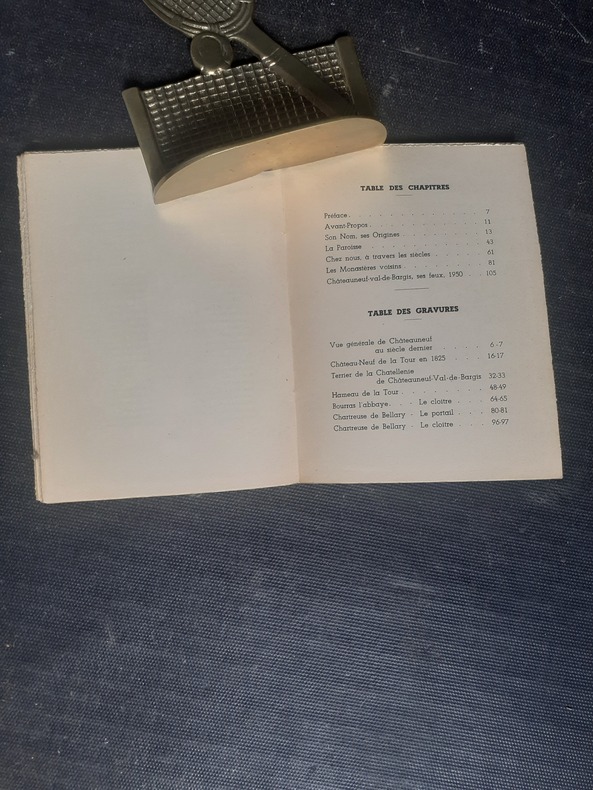 TABLE DES CHAPITRES
Préface . . . . . . . . . . . . . 7
Avant-Propos . . . . . . . . . . . 11
Son Nom, ses Origines . . . . . . . . 13
La Paroisse . . . . . . . . . . . . 43
Chez nous, à travers les siècles . . . . . 61
Les Monastères voisins . . . . . . . . 81
Châteauneuf-val-de-Bargis, ses feux, 1950 . . 105
TABLE DES GRAVURES
Vue générale de Châteauneuf
au siècle dernier . . . . . 6-7
Château-Neuf de la Tour en 1825 . . . 16-17
Terrier de la Chatellenie
de Châteauneuf-Val-de-Bargis 32-33
Hameau de la Tour . . . . . . . . 48-49
Bourras l'abbaye . . . - Le cloître . . . 64-65
Chartreuse de Bellary - Le portail . . . 80-81
Chartreuse de Bellary - Le cloître . . . 96-97